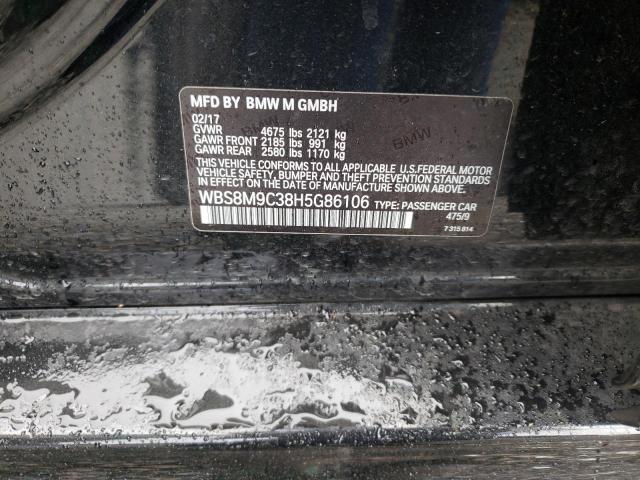 MFD BY BMW M GMBH
02/17
GVWR 4675 lbs 2121 kg
GAWR FRONT 2185 lbs 991 kg
GAWR REAR 2580 lbs 1170 kg
THIS VEHICLE CONFORMS TO ALL APPLICABLE U.S.FEDERAL MOTOR
VEHICLE SAFETY, BUMPER AND THEFT PREVENTION STANDARDS
IN EFFECT ON THE DATE OF MANUFACTURE SHOWN ABOVE.
WBS8M9C38H5G86106 TYPE: PASSENGER CAR
475/9
7 315 814
BMW
BMW